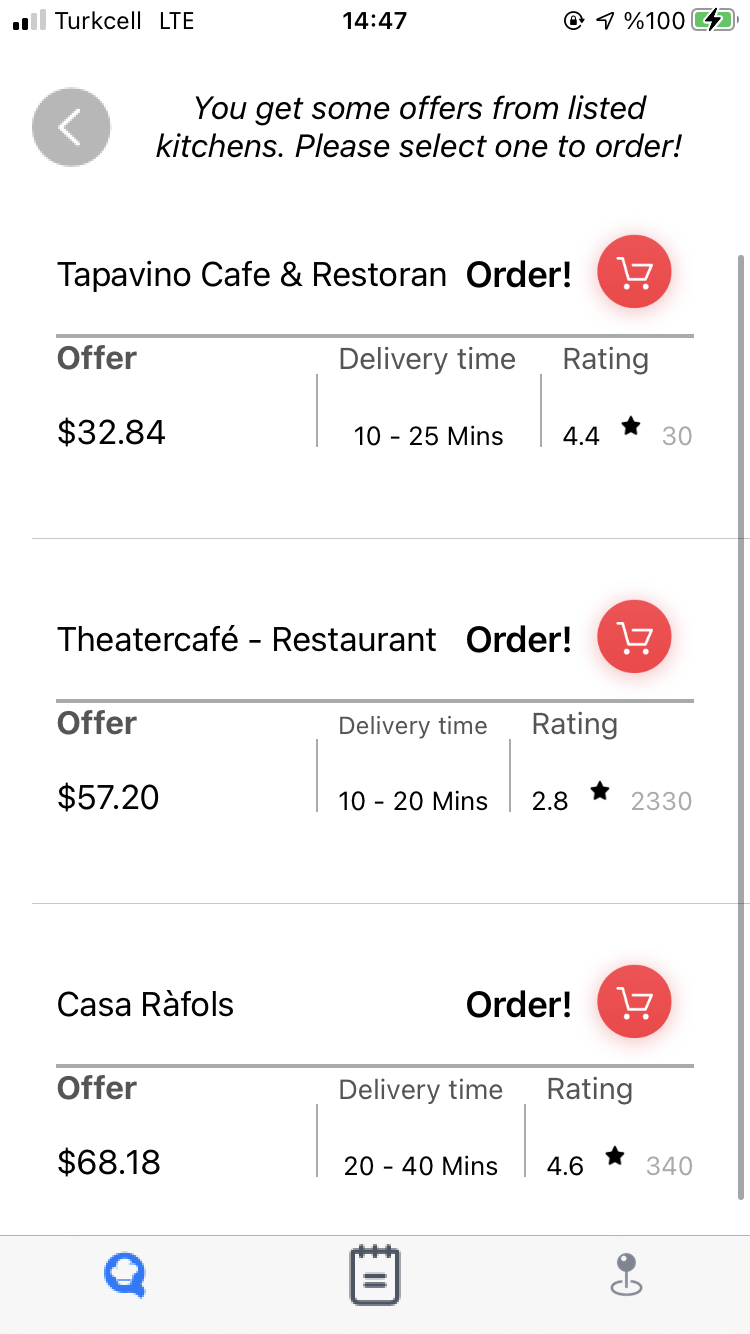 Turkcell LTE 14:47 %100
You get some offers from listed
kitchens. Please select one to order!
Tapavino Cafe & Restoran Order!
Offer Delivery time Rating
$32.84 10 - 25 Mins 4.4 30
Theatercafé - Restaurant Order!
Offer Delivery time Rating
$57.20 10 - 20 Mins 2.8 2330
Casa Ràfols Order!
Offer Delivery time Rating
$68.18 20 - 40 Mins 4.6 340